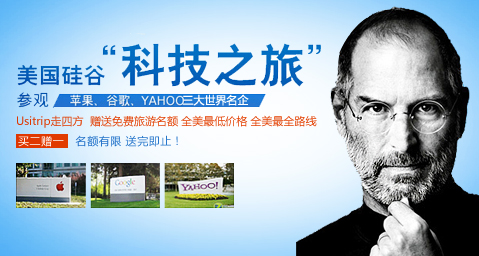 美国硅谷“科技之旅”
参观 苹果、谷歌、YAHOO三大世界名企
Usitrip走四方 赠送免费旅游名额 全美最低价格 全美最全路线
买二赠一 名额有限 送完即止！
Google
YAHOO!